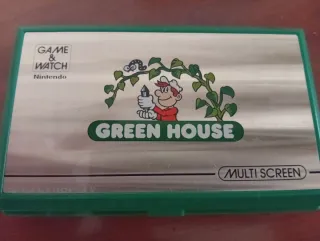 GAME
&
WATCH
Nintendo
GREEN HOUSE
MULTI SCREEN